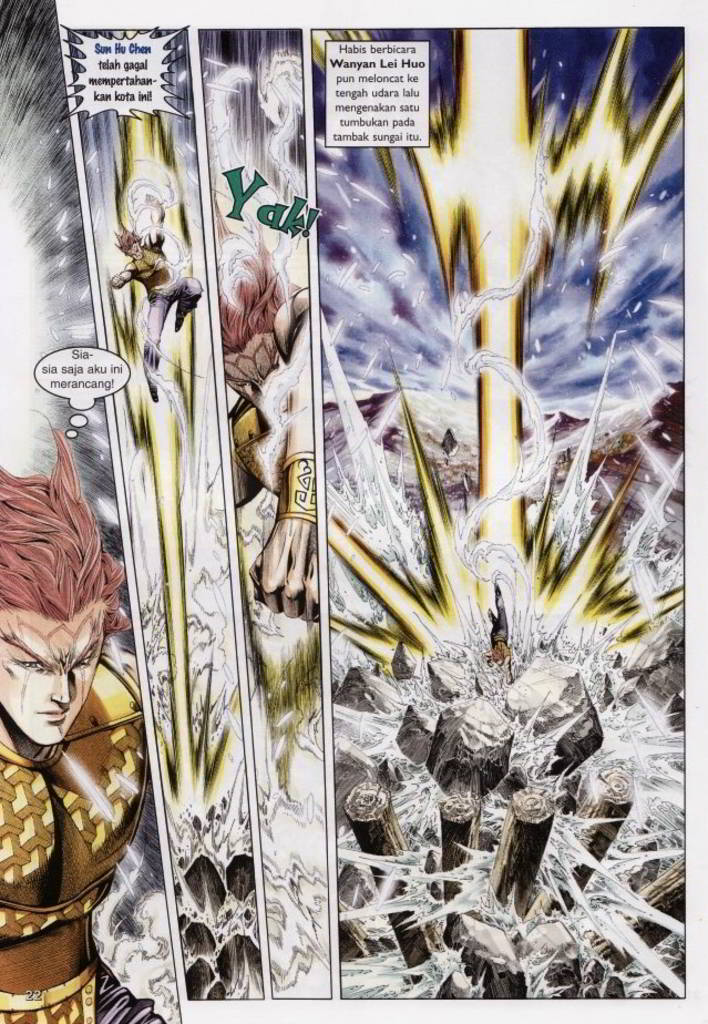 Sun Hu Chen
telah gagal
mempertahan-
kan kota ini!
Sia-
sia saja aku ini
merancang!
Yak!
Habis berbicara
Wanyan Lei Huo
pun meloncat ke
tengah udara lalu
mengenakan satu
tumbukan pada
tambak sungai itu.
22